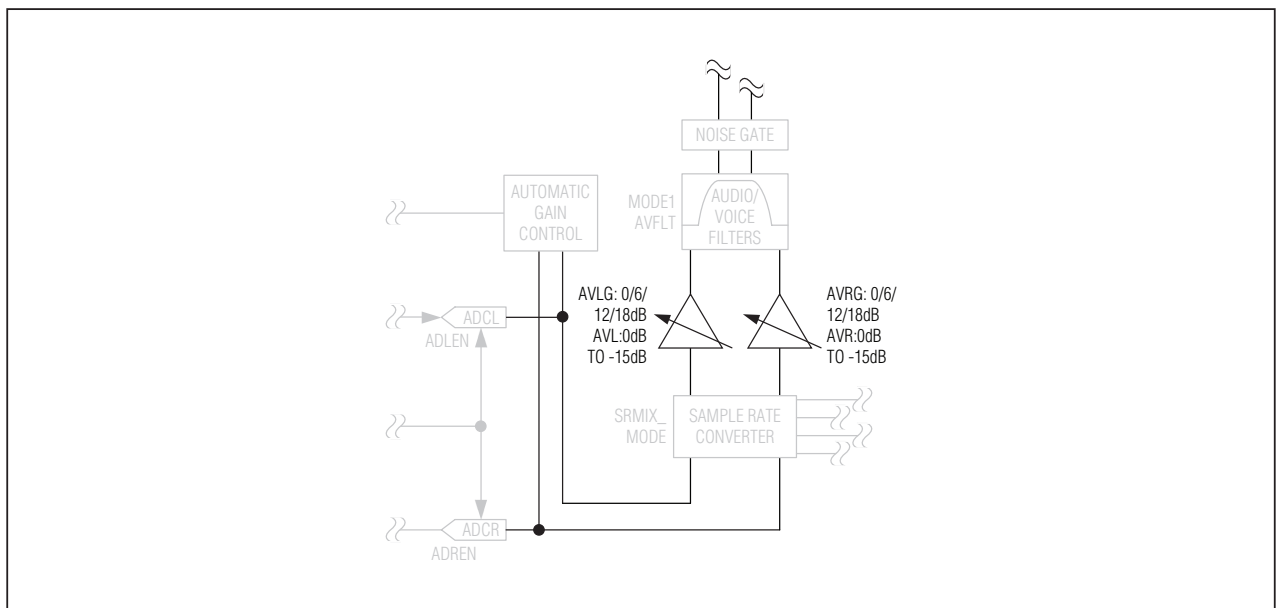 NOISE GATE
AUTOMATIC
GAIN
CONTROL
MODE1
AVFLT
AUDIO/
VOICE
FILTERS
AVLG: 0/6/
12/18dB
AVL:0dB
TO -15dB
AVRG: 0/6/
12/18dB
AVR:0dB
TO -15dB
ADCL
ADLEN
SRMIX_
MODE
SAMPLE RATE
CONVERTER
ADCR
ADREN